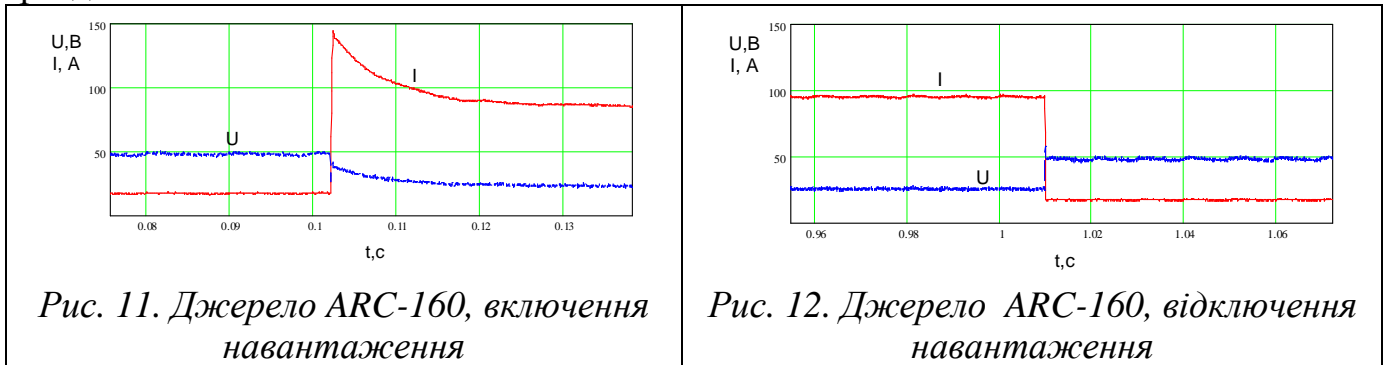 150
U,В
I, А
I
100
U
50
0.08 0.09 0.1 0.11 0.12 0.13
t,с
Рис. 11. Джерело ARC-160, включення
навантаження
150
U,В
I, А
I
100
50
U
0.96 0.98 1 1.02 1.04 1.06
t,с
Рис. 12. Джерело ARC-160, відключення
навантаження